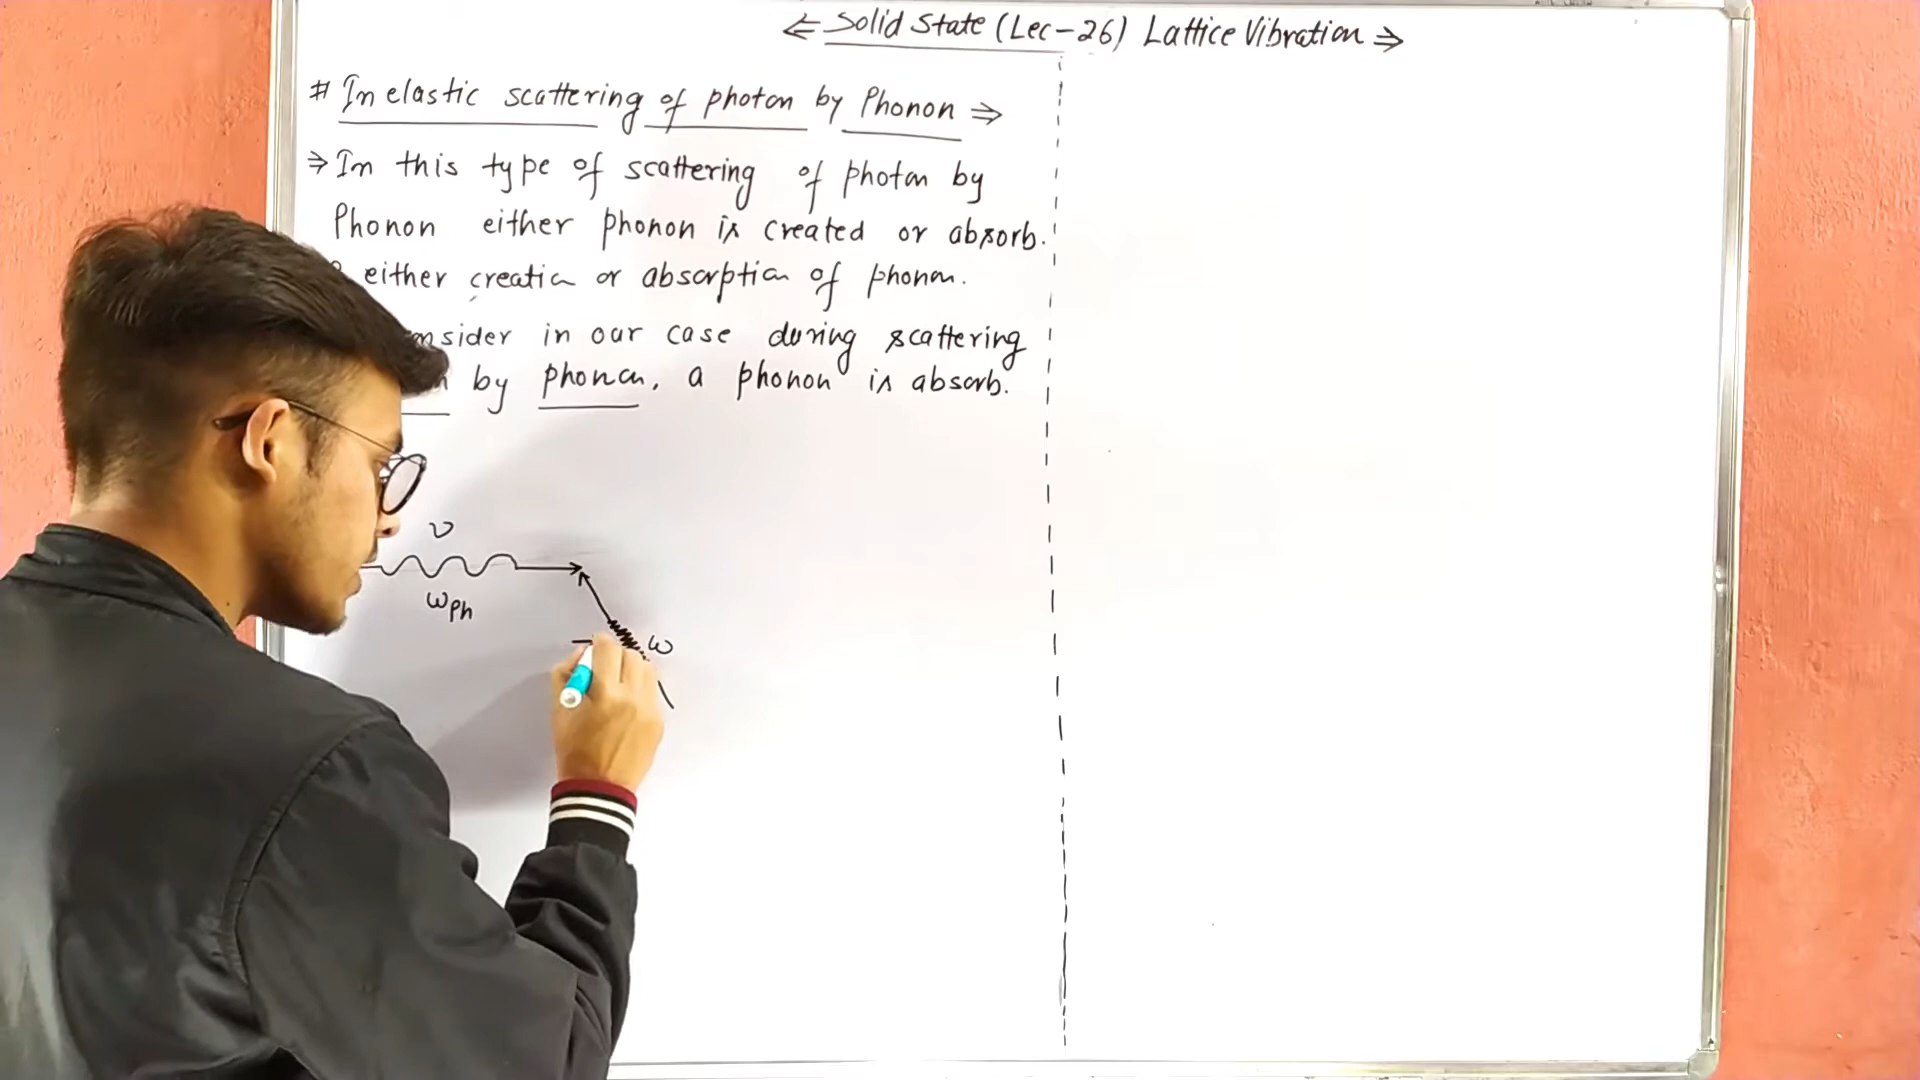 ⇐ Solid State (Lec-26) Lattice Vibration ⇒
# Inelastic scattering of photon by Phonon ⇒
⇒ In this type of scattering of photon by
Phonon either phonon is created or absorb.
either creation or absorption of phonon.
in our case during scattering
by phonon, a phonon is absorb.
ν
ωph
ω